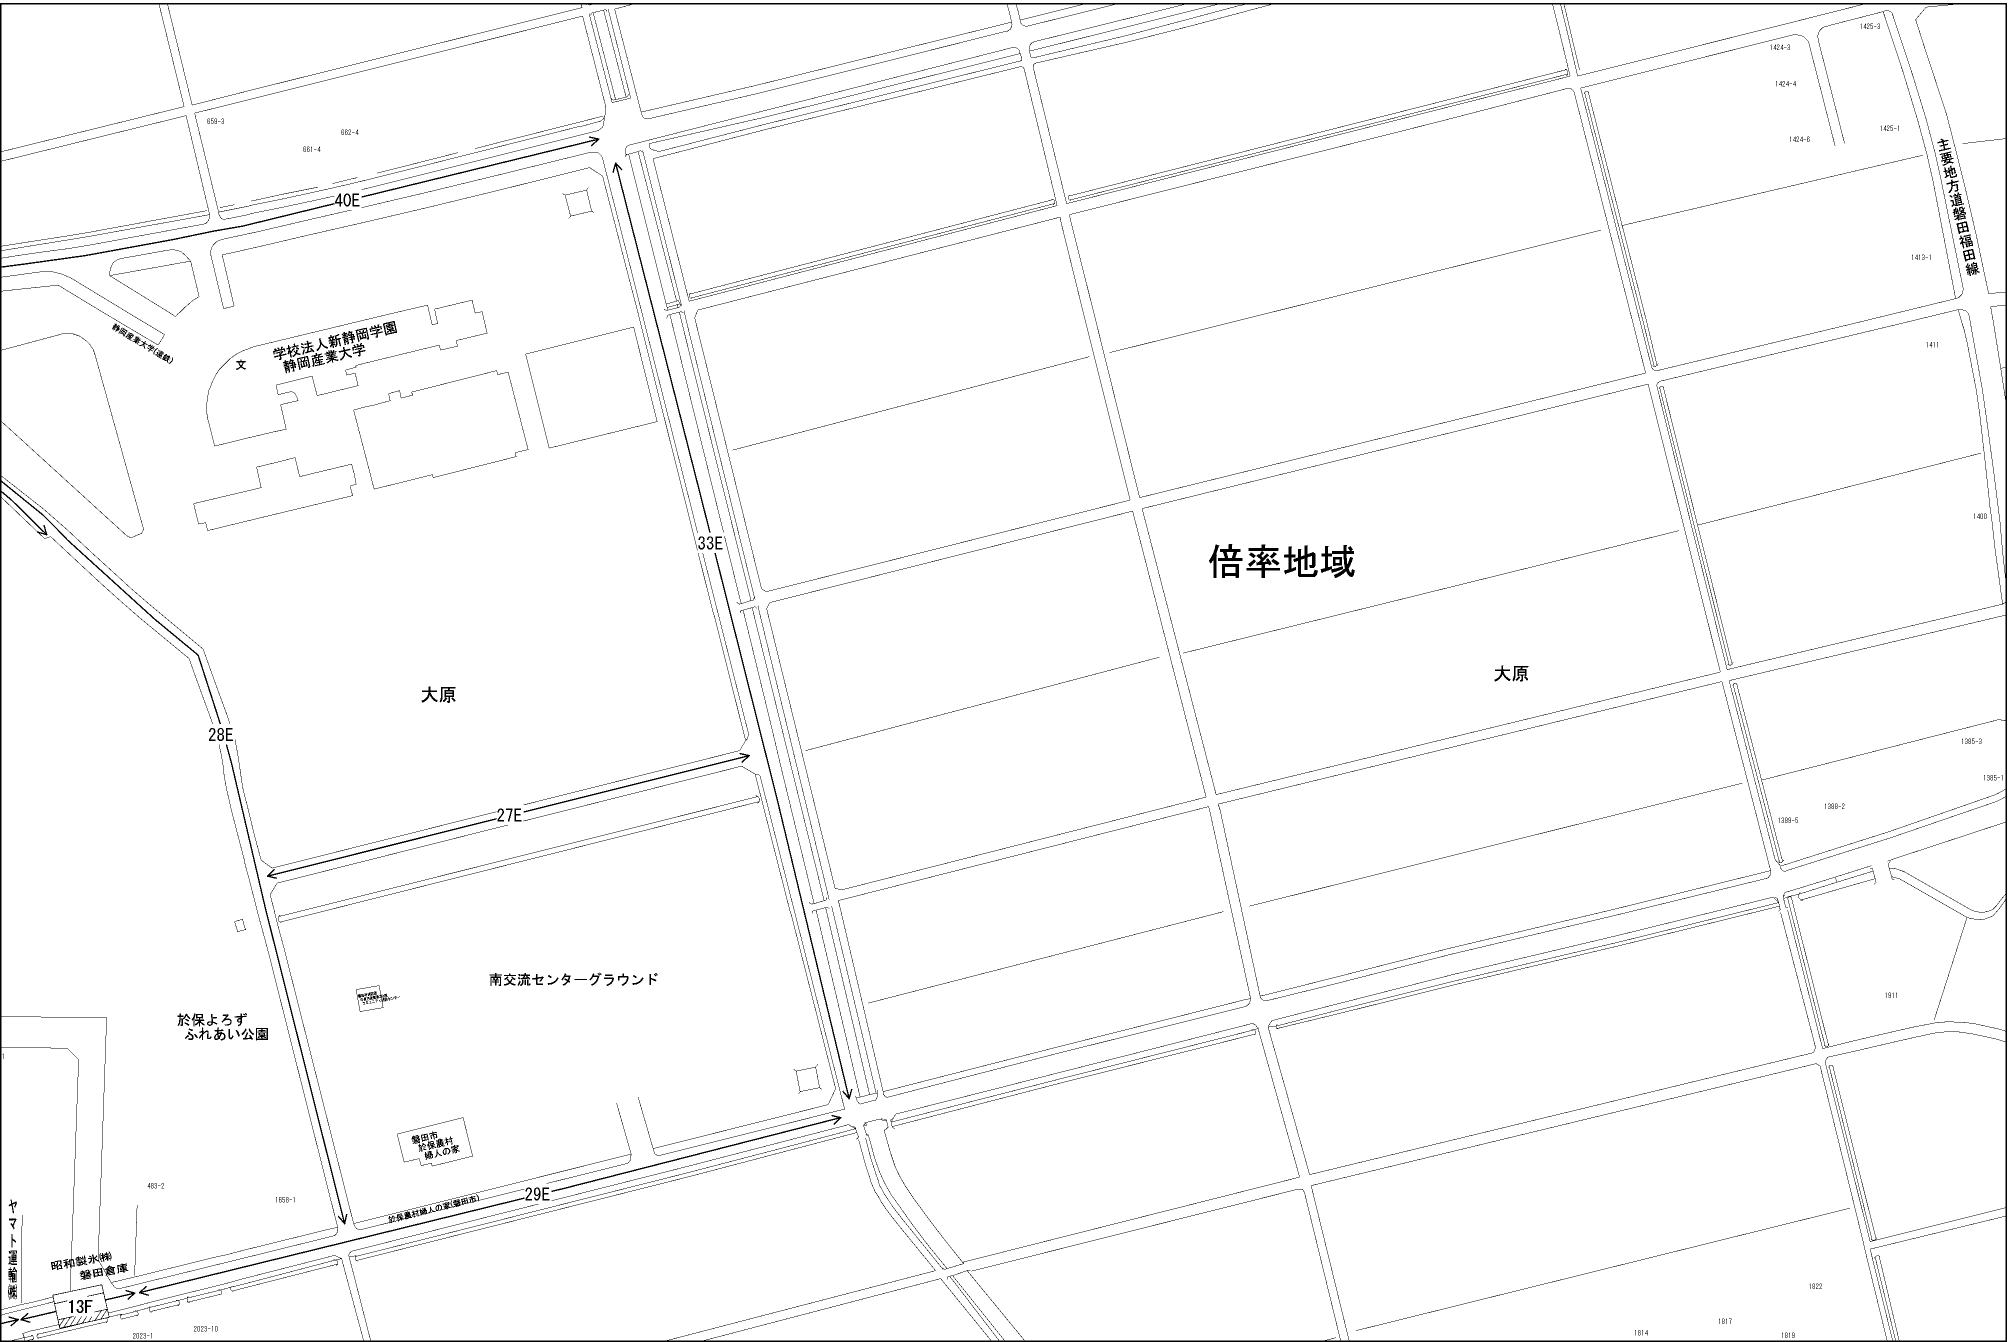 1425-3
1424-3
1424-4
659-3
662-4
661-4
1425-1
1424-6
主要地方道磐田福田線
40E
1413-1
静岡産業大学(遠鉄)
学校法人新静岡学園
静岡産業大学
文
1411
1400
33E
倍率地域
大原
大原
28E
1385-3
1385-1
27E
1388-2
1389-5
南交流センターグラウンド
1911
於保よろず
ふれあい公園
磐田市
於保農村
婦人の家
483-2
1658-1
29E
於保農村婦人の家(磐田市)
ヤマト運輸㈱
昭和製氷㈱
磐田倉庫
13F
2023-1
2023-10
1822
1817
1814
1819